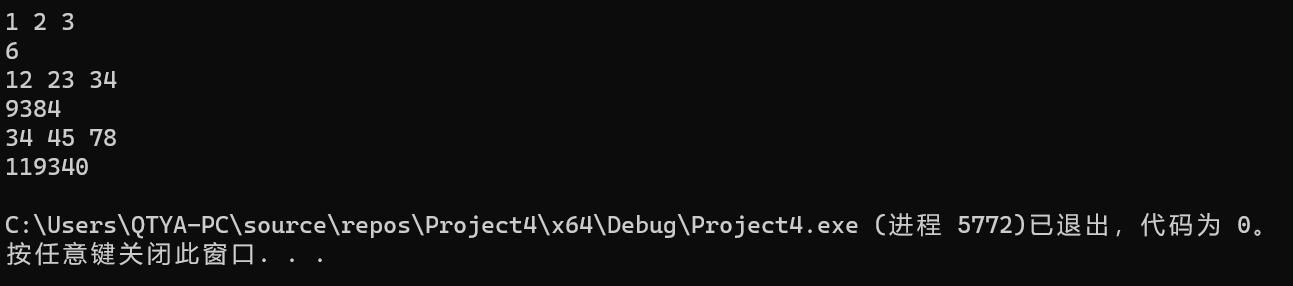 1 2 3
6
12 23 34
9384
34 45 78
119340
C:\Users\QTYA-PC\source\repos\Project4\x64\Debug\Project4.exe (进程 5772)已退出，代码为 0。
按任意键关闭此窗口. . .